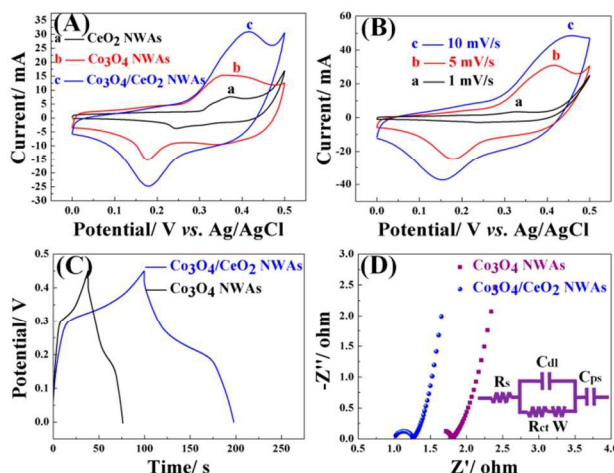 (A)
a CeO2 NWAs
b Co3O4 NWAs
c Co3O4/CeO2 NWAs
c
b
a
35
30
25
20
15
10
5
0
-5
-10
-15
-20
-25
-30
Current/ mA
0.0 0.1 0.2 0.3 0.4 0.5
Potential/ V vs. Ag/AgCl
(B)
c 10 mV/s
b 5 mV/s
a 1 mV/s
c
b
a
60
40
20
0
-20
-40
Current/ mA
0.0 0.1 0.2 0.3 0.4 0.5
Potential/ V vs. Ag/AgCl
(C)
Co3O4/CeO2 NWAs
Co3O4 NWAs
0.6
0.4
0.2
0.0
Potential/ V
0 50 100 150 200 250
Time/ s
(D)
Co3O4 NWAs
Co3O4/CeO2 NWAs
-3.0
-2.5
-2.0
-1.5
-1.0
-0.5
0.0
-Z''/ ohm
Cdl
Rs
Cps
Rct W
0.0 0.5 1.0 1.5 2.0 2.5 3.0 3.5 4.0
Z'/ ohm